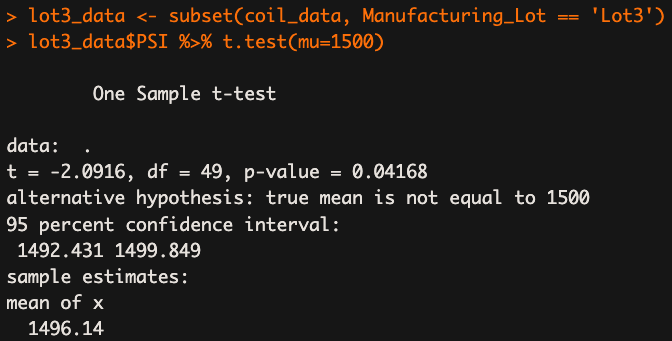 > lot3_data <- subset(coil_data, Manufacturing_Lot == 'Lot3')
> lot3_data$PSI %>% t.test(mu=1500)
One Sample t-test
data:  .
t = -2.0916, df = 49, p-value = 0.04168
alternative hypothesis: true mean is not equal to 1500
95 percent confidence interval:
 1492.431 1499.849
sample estimates:
mean of x
  1496.14